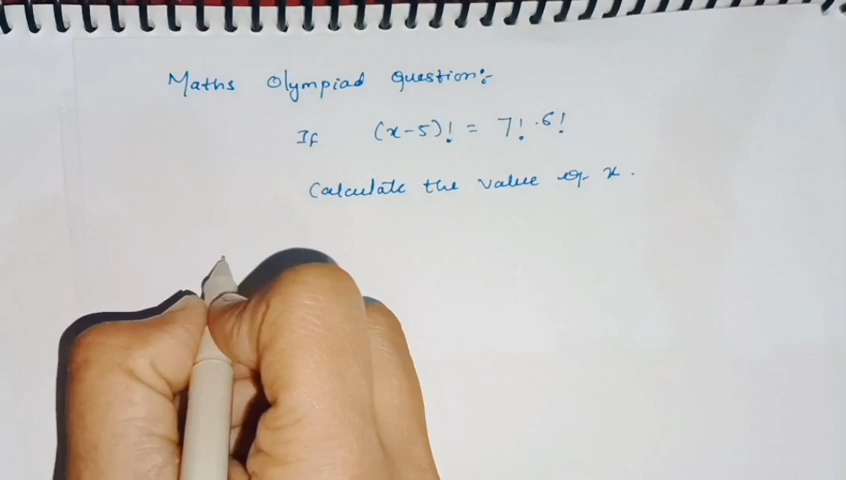 Maths Olympiad Question:-
If (x-5)! = 7! . 6!
Calculate the value of x.